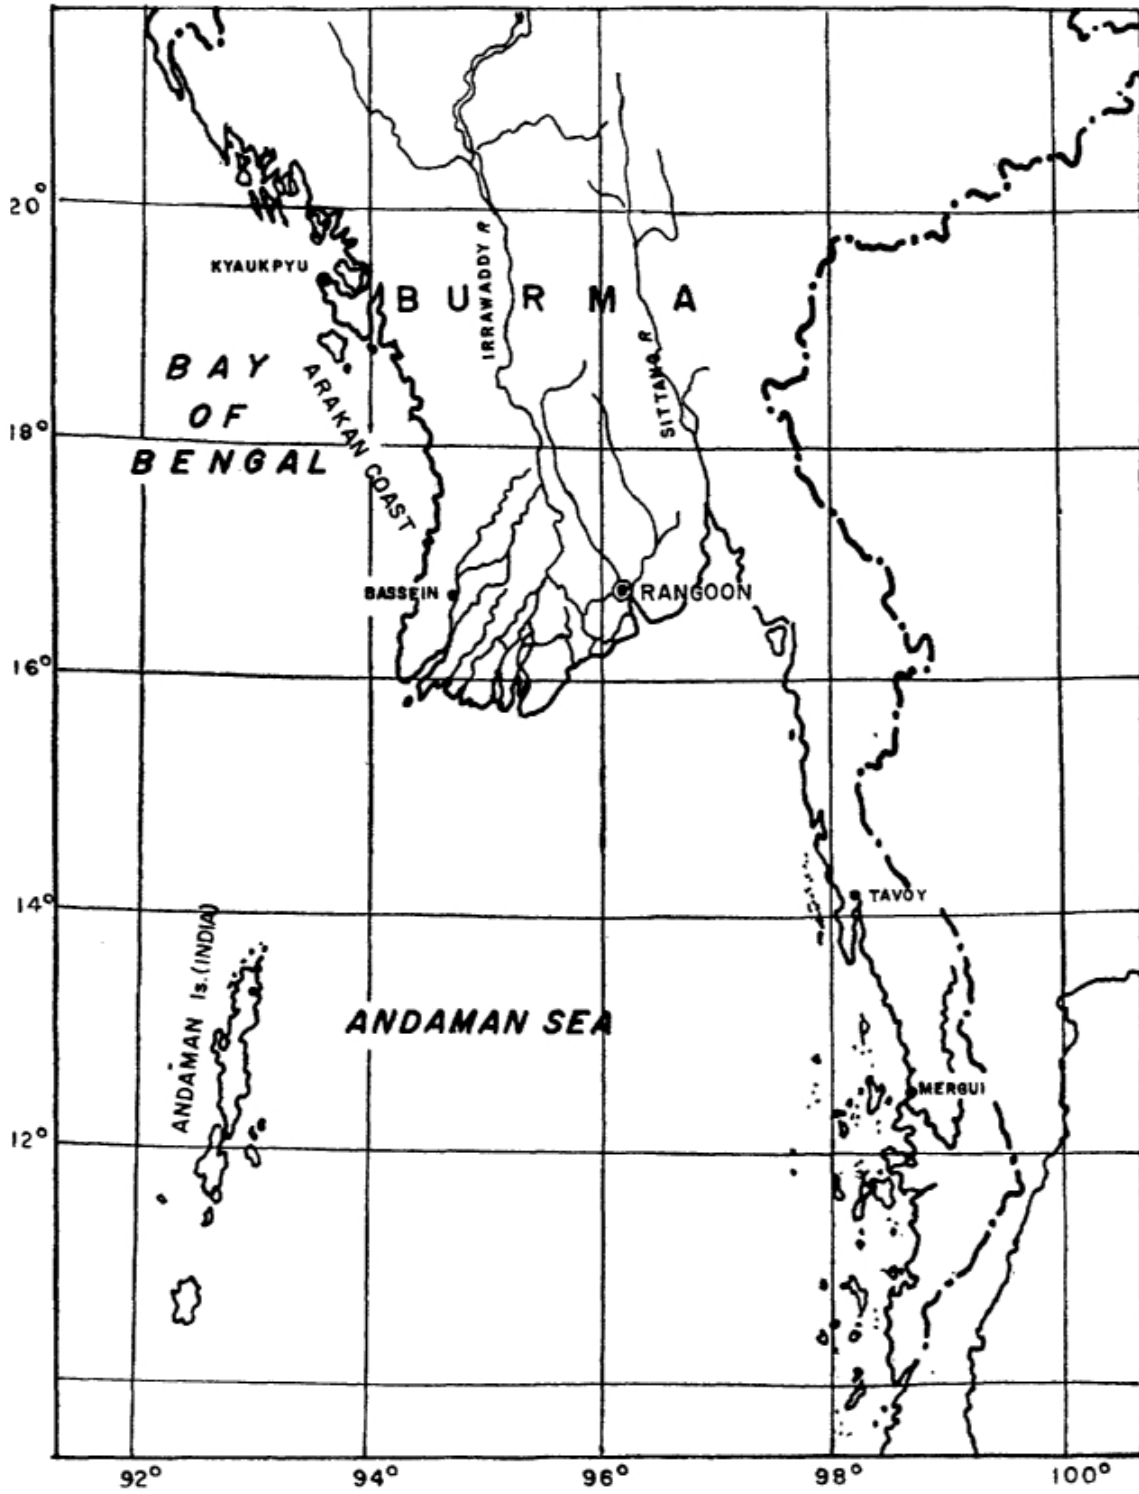 20°
KYAUKPYU
BURMA
IRRAWADDY R
SITTANG R
BAY
OF
BENGAL
ARAKAN COAST
18°
BASSEIN
RANGOON
16°
TAVOY
14°
ANDAMAN Is.(INDIA)
ANDAMAN SEA
MERGUI
12°
92°
94°
96°
98°
100°